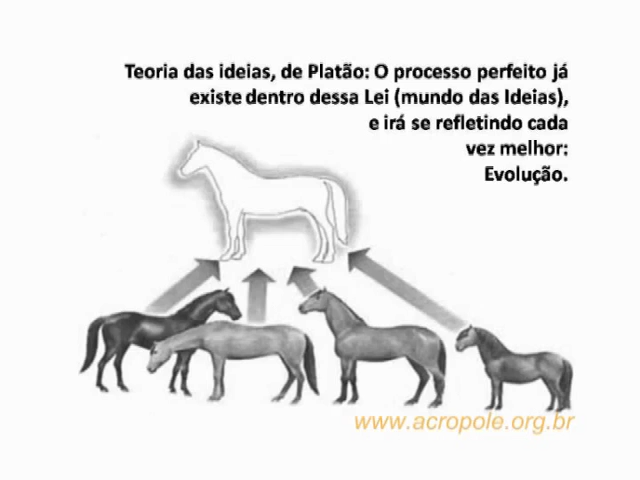 Teoria das ideias, de Platão: O processo perfeito já
existe dentro dessa Lei (mundo das Ideias),
e irá se refletindo cada
vez melhor:
Evolução.
www.acropole.org.br